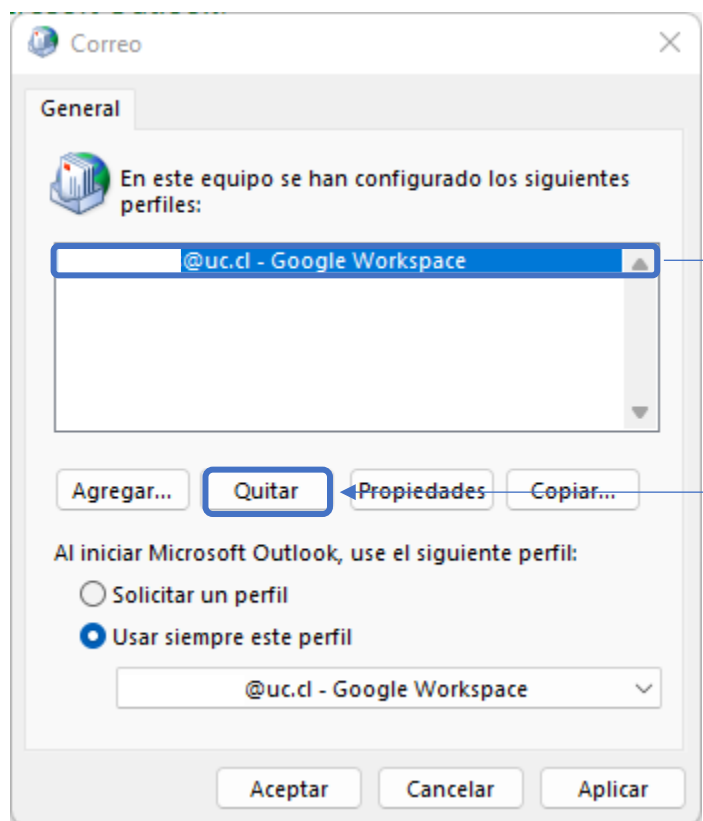 Correo
General
En este equipo se han configurado los siguientes
perfiles:
@uc.cl - Google Workspace
Agregar... Quitar Propiedades Copiar...
Al iniciar Microsoft Outlook, use el siguiente perfil:
Solicitar un perfil
Usar siempre este perfil
@uc.cl - Google Workspace
Aceptar Cancelar Aplicar